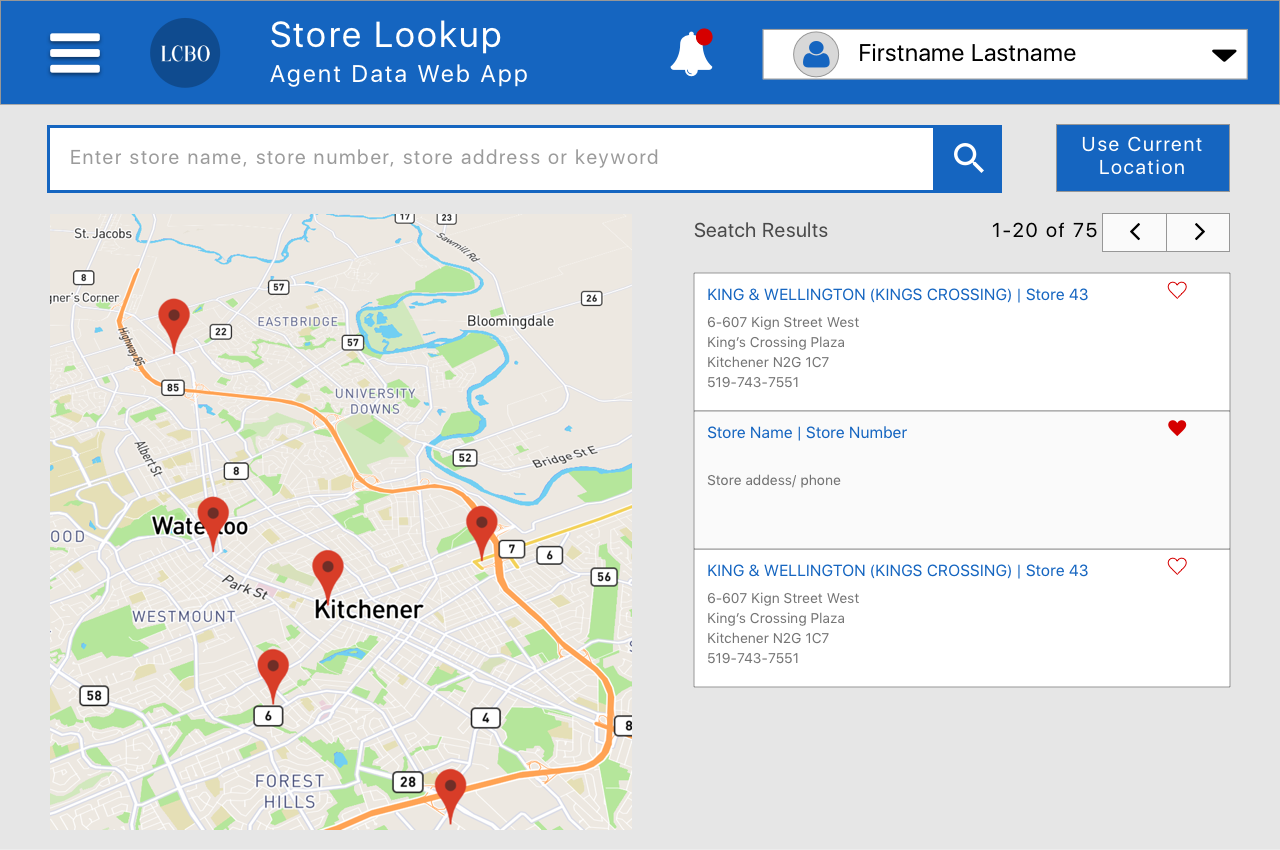 LCBO
Store Lookup
Agent Data Web App
Firstname Lastname
Enter store name, store number, store address or keyword
Use Current
Location
Seatch Results
1-20 of 75
KING & WELLINGTON (KINGS CROSSING) | Store 43
6-607 Kign Street West
King’s Crossing Plaza
Kitchener N2G 1C7
519-743-7551
Store Name | Store Number
Store addess/ phone
KING & WELLINGTON (KINGS CROSSING) | Store 43
6-607 Kign Street West
King’s Crossing Plaza
Kitchener N2G 1C7
519-743-7551
17
23
St. Jacobs
Sawmill Rd
8
57
gner's Corner
26
EASTBRIDGE
Bloomingdale
22
57
Highway 85
85
UNIVERSITY
DOWNS
Albert St
52
Bridge St E
8
Waterloo
OOD
7
6
56
Park St
Kitchener
WESTMOUNT
58
6
4
8
FOREST
HILLS
28